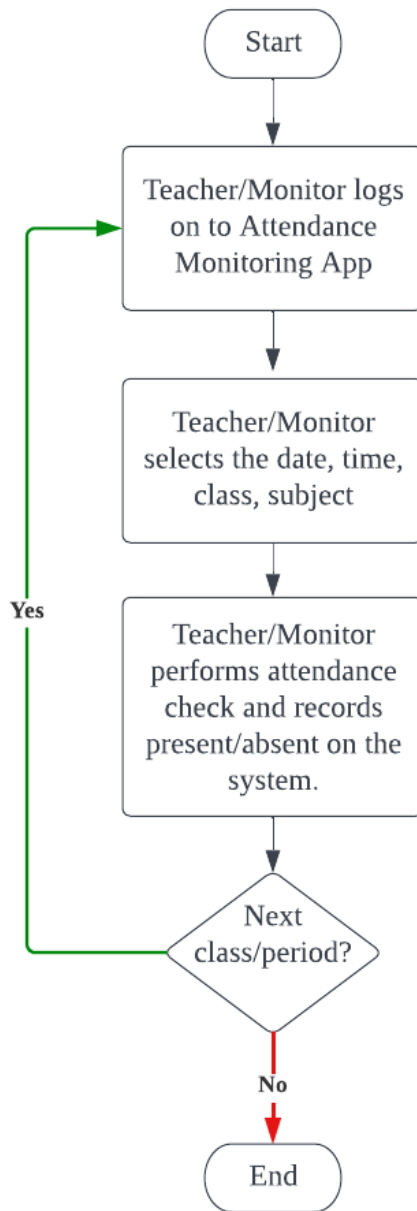 Start
Teacher/Monitor logs
on to Attendance
Monitoring App
Teacher/Monitor
selects the date, time,
class, subject
Yes
Teacher/Monitor
performs attendance
check and records
present/absent on the
system.
Next
class/period?
No
End